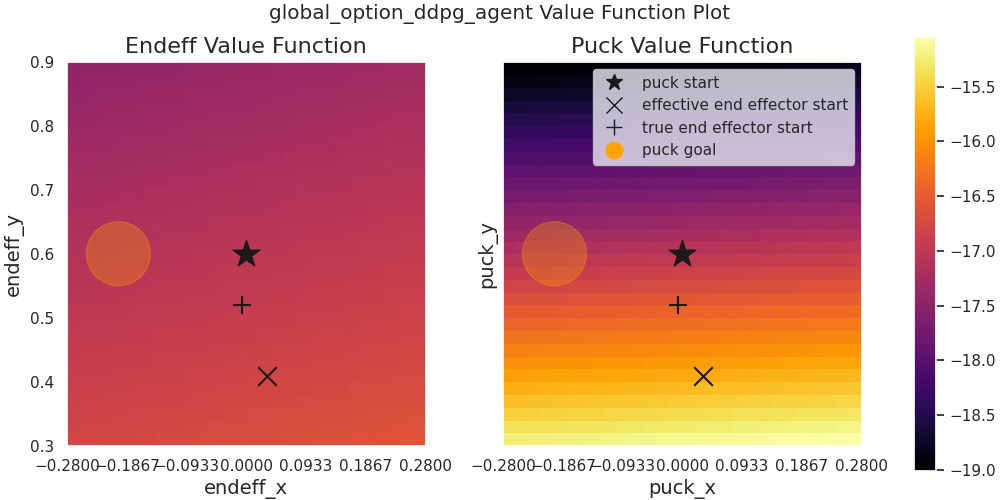 global_option_ddpg_agent Value Function Plot
Endeff Value Function
Puck Value Function
0.9
0.8
0.7
0.6
0.5
0.4
0.3
endeff_y
−0.2800
−0.1867
−0.0933
0.0000
0.0933
0.1867
0.2800
endeff_x
puck_y
puck start
effective end effector start
true end effector start
puck goal
−0.2800
−0.1867
−0.0933
0.0000
0.0933
0.1867
0.2800
puck_x
−15.5
−16.0
−16.5
−17.0
−17.5
−18.0
−18.5
−19.0